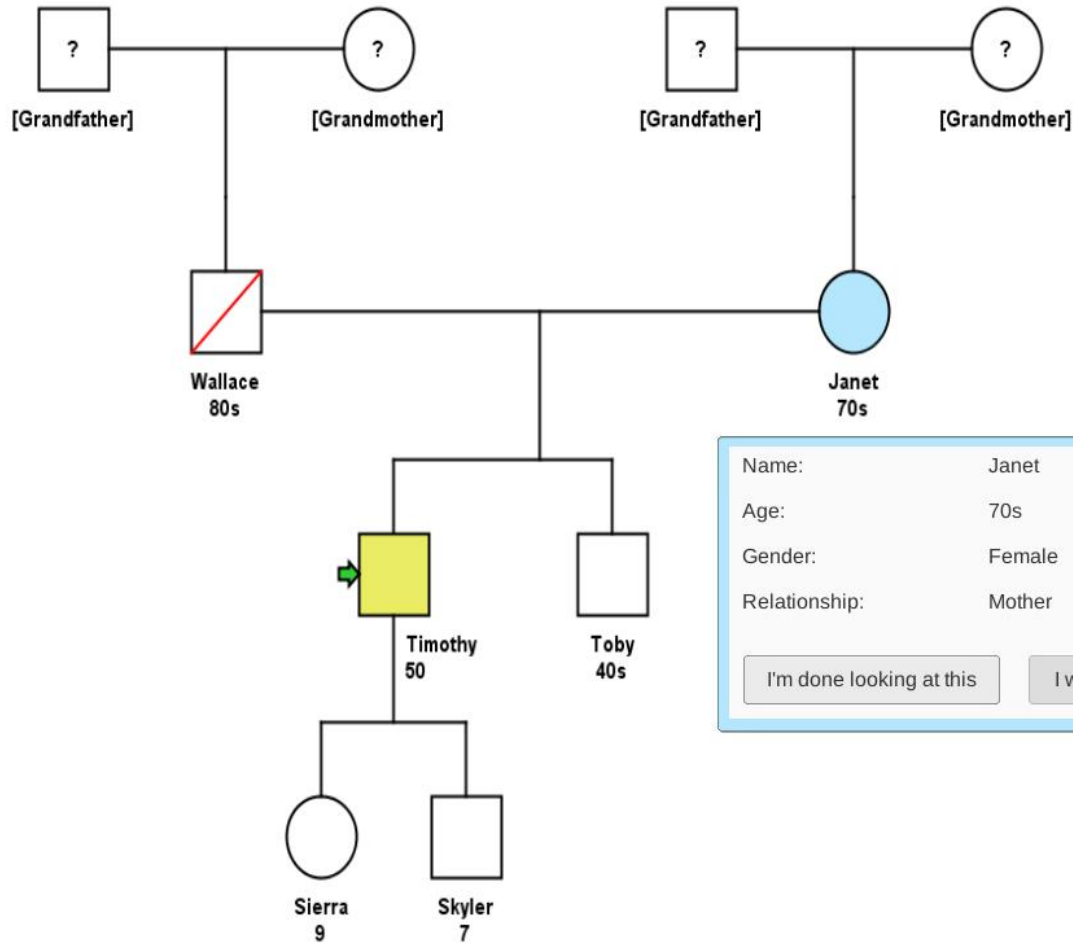 ? ? ? ?
[Grandfather] [Grandmother] [Grandfather] [Grandmother]
Wallace
80s
Janet
70s
Name: Janet
Age: 70s
Gender: Female
Relationship: Mother
I'm done looking at this
I
Timothy
50
Toby
40s
Sierra
9
Skyler
7